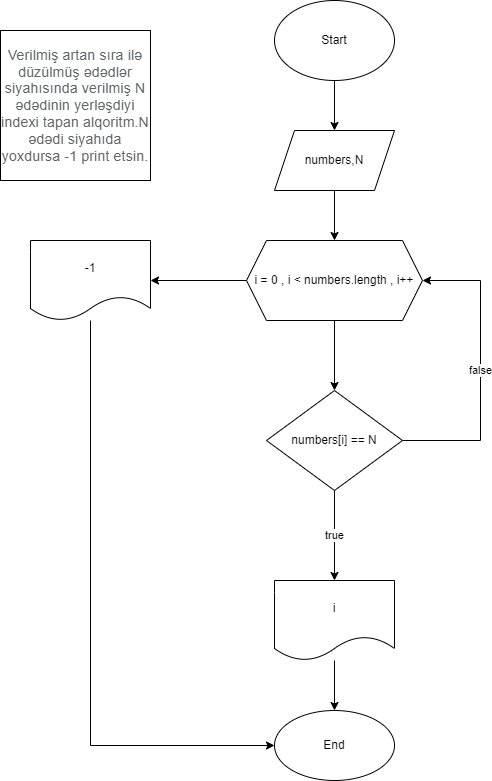 Start
Verilmiş artan sıra ilə
düzülmüş ədədlər
siyahısında verilmiş N
ədədinin yerləşdiyi
indexi tapan alqoritm.N
ədədi siyahıda
yoxdursa -1 print etsin.
numbers,N
-1
i = 0 , i < numbers.length , i++
false
numbers[i] == N
true
i
End